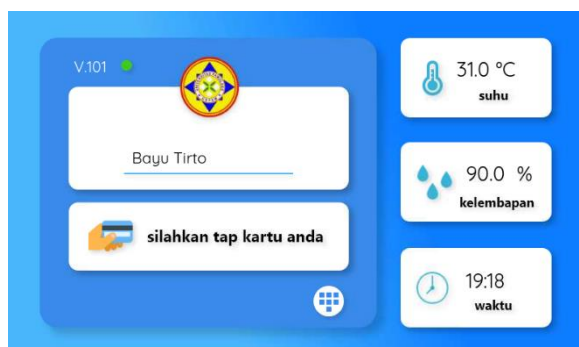 V.101
Bayu Tirto
silahkan tap kartu anda
31.0 °C
suhu
90.0 %
kelembapan
19:18
waktu